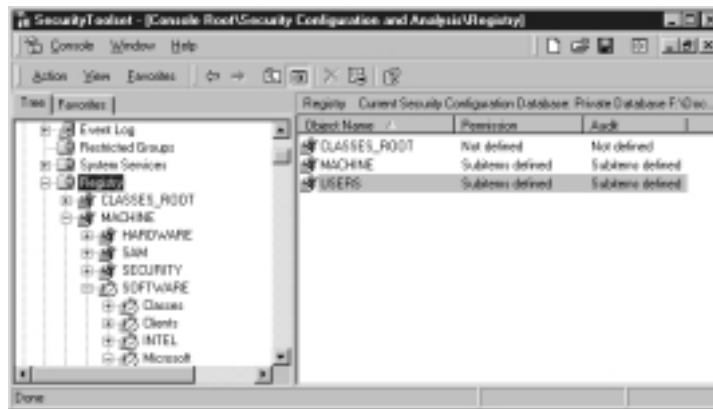 SecurityToolset - [Console Root\Security Configuration and Analysis\Registry]
Console Window Help
Action View Favorites
Tree Favorites
Registry Current Security Configuration Database: Private Database F:\Doc...
Object Name Permission Audit
CLASSES_ROOT Not defined Not defined
MACHINE Subitems defined Subitems defined
USERS Subitems defined Subitems defined
Event Log
Restricted Groups
System Services
Registry
CLASSES_ROOT
MACHINE
HARDWARE
SAM
SECURITY
SOFTWARE
Classes
Clients
INTEL
Microsoft
Done